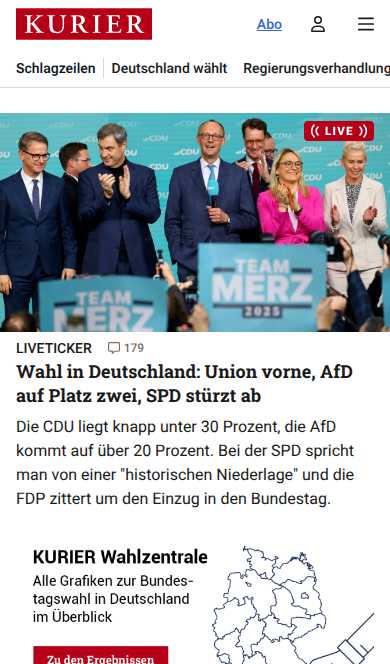 KURIER
Abo
Schlagzeilen
Deutschland wählt
Regierungsverhandlung
CDU
LIVE
TEAM
MERZ
2025
TEAM
MERZ
LIVETICKER
179
Wahl in Deutschland: Union vorne, AfD
auf Platz zwei, SPD stürzt ab
Die CDU liegt knapp unter 30 Prozent, die AfD
kommt auf über 20 Prozent. Bei der SPD spricht
man von einer "historischen Niederlage" und die
FDP zittert um den Einzug in den Bundestag.
KURIER Wahlzentrale
Alle Grafiken zur Bundes-
tagswahl in Deutschland
im Überblick
Zu den Ergebnissen